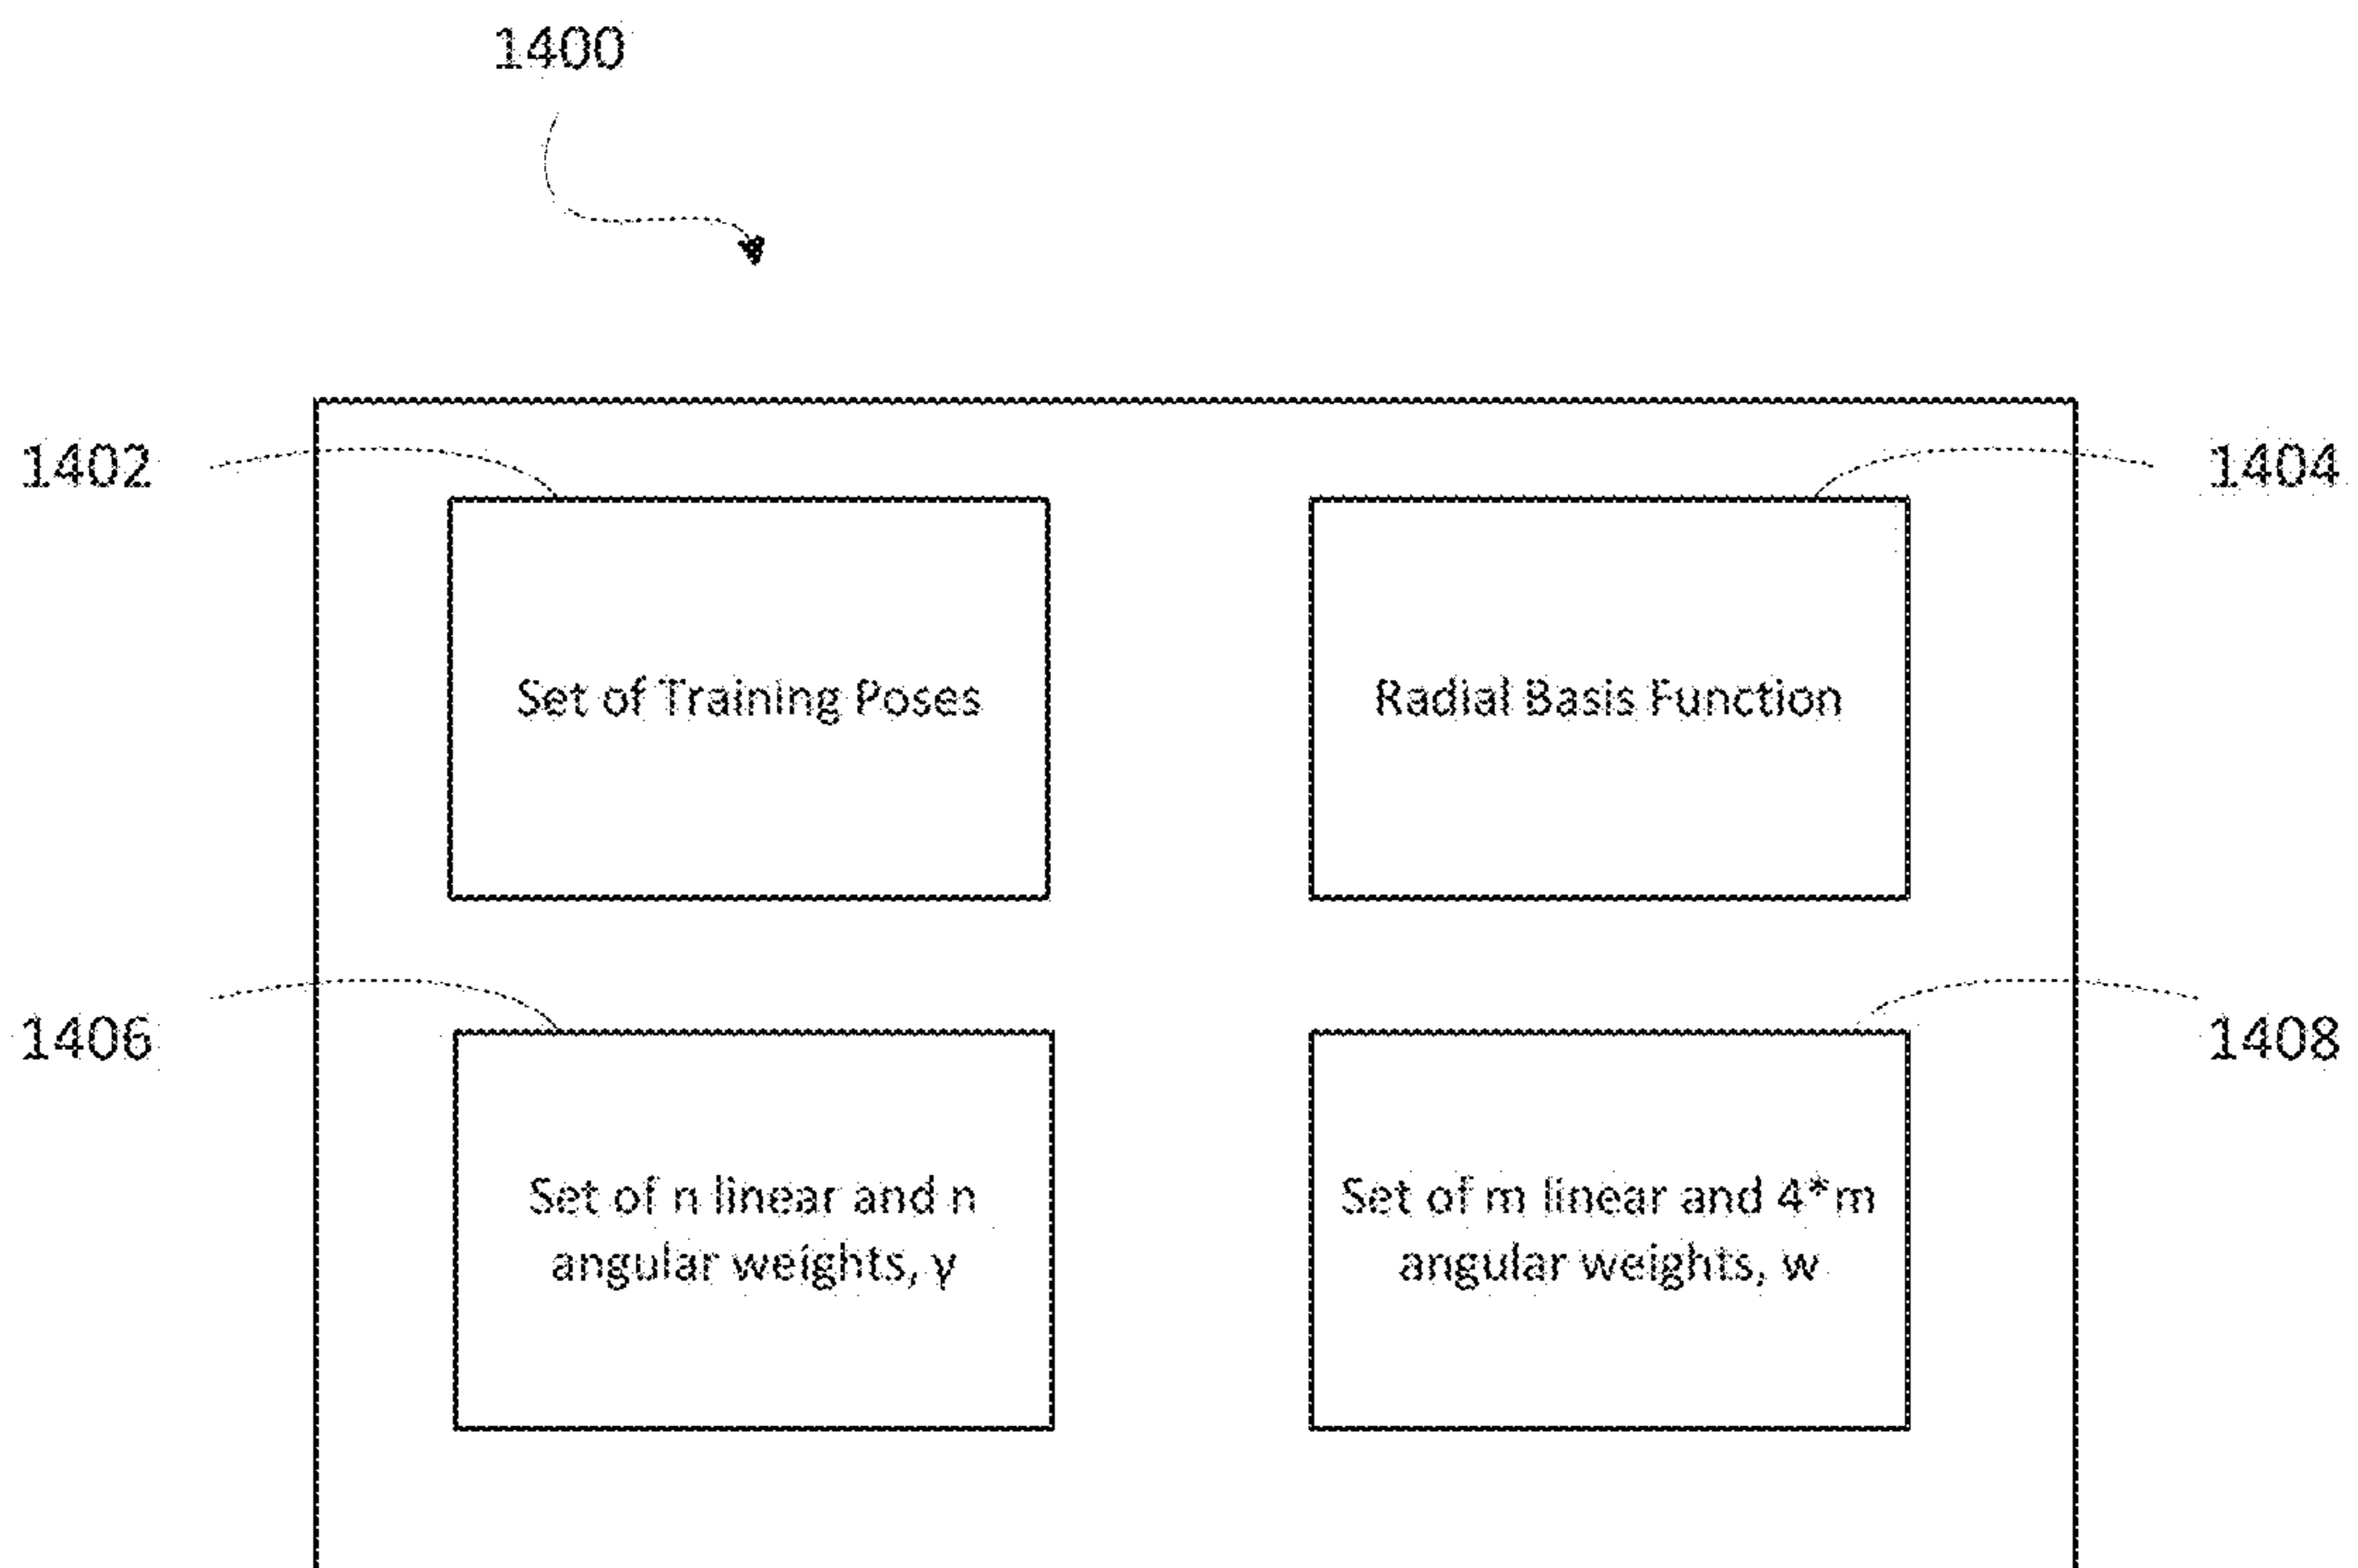 1400
1402
1404
Set of Training Poses
Radial Basis Function
1406
1408
Set of n linear and n
angular weights, γ
Set of m linear and 4*m
angular weights, w